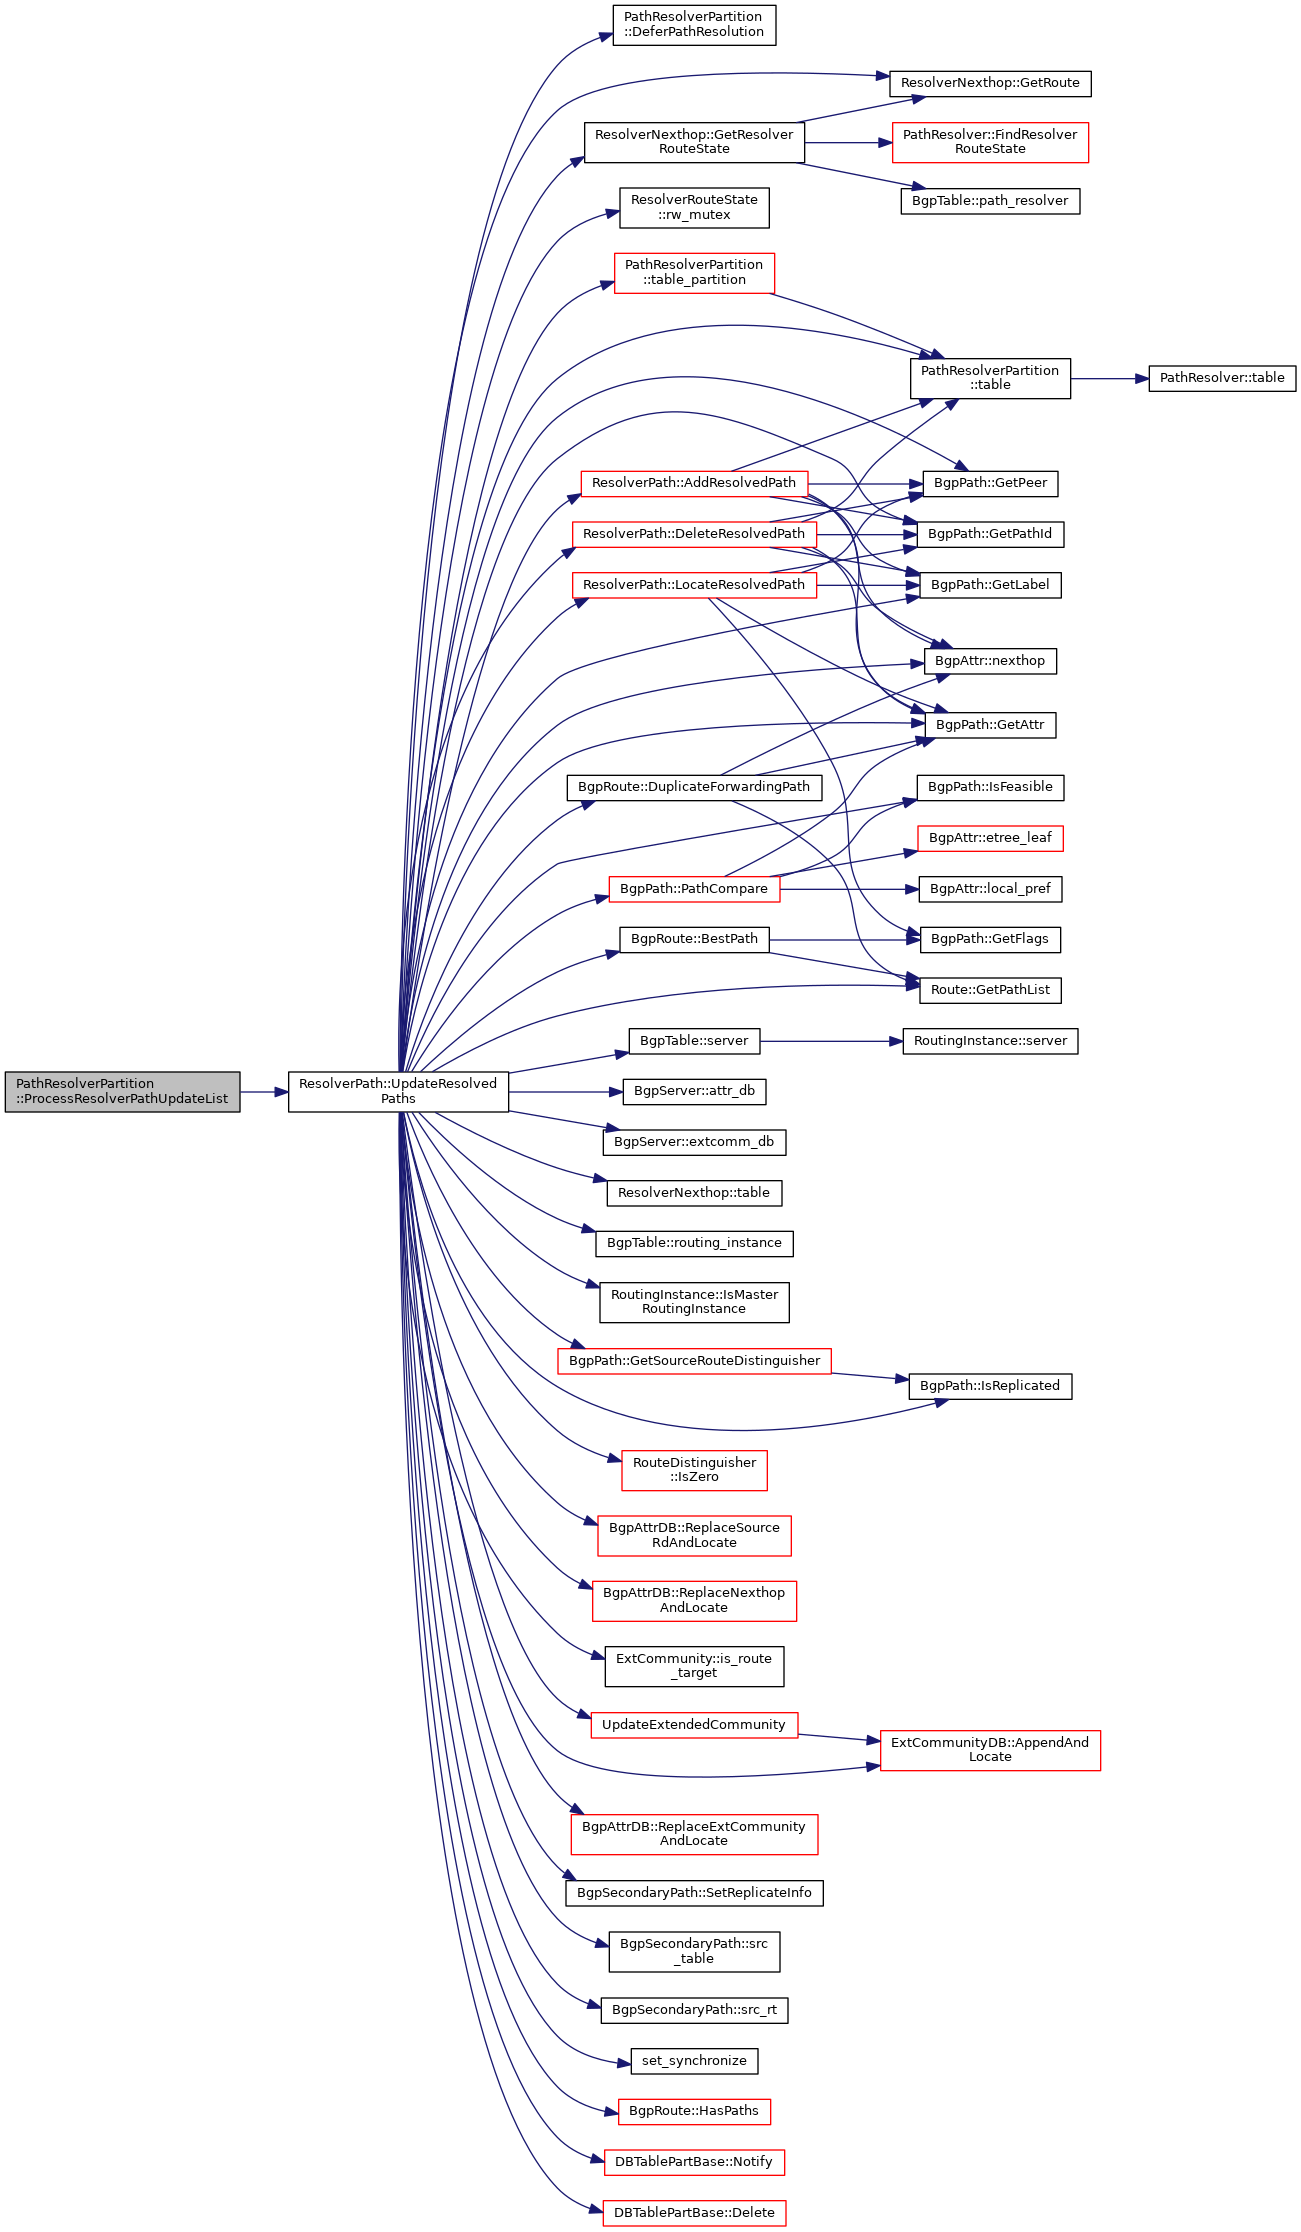 PathResolverPartition
::DeferPathResolution
ResolverNexthop::GetRoute
ResolverNexthop::GetResolver
RouteState
PathResolver::FindResolver
RouteState
BgpTable::path_resolver
ResolverRouteState
::rw_mutex
PathResolverPartition
::table_partition
PathResolverPartition
::table
PathResolver::table
ResolverPath::AddResolvedPath
BgpPath::GetPeer
ResolverPath::DeleteResolvedPath
BgpPath::GetPathId
ResolverPath::LocateResolvedPath
BgpPath::GetLabel
BgpAttr::nexthop
BgpPath::GetAttr
BgpRoute::DuplicateForwardingPath
BgpPath::IsFeasible
BgpAttr::etree_leaf
BgpPath::PathCompare
BgpAttr::local_pref
BgpRoute::BestPath
BgpPath::GetFlags
Route::GetPathList
BgpTable::server
RoutingInstance::server
PathResolverPartition
::ProcessResolverPathUpdateList
ResolverPath::UpdateResolved
Paths
BgpServer::attr_db
BgpServer::extcomm_db
ResolverNexthop::table
BgpTable::routing_instance
RoutingInstance::IsMaster
RoutingInstance
BgpPath::GetSourceRouteDistinguisher
BgpPath::IsReplicated
RouteDistinguisher
::IsZero
BgpAttrDB::ReplaceSource
RdAndLocate
BgpAttrDB::ReplaceNexthop
AndLocate
ExtCommunity::is_route
_target
UpdateExtendedCommunity
ExtCommunityDB::AppendAnd
Locate
BgpAttrDB::ReplaceExtCommunity
AndLocate
BgpSecondaryPath::SetReplicateInfo
BgpSecondaryPath::src
_table
BgpSecondaryPath::src_rt
set_synchronize
BgpRoute::HasPaths
DBTablePartBase::Notify
DBTablePartBase::Delete